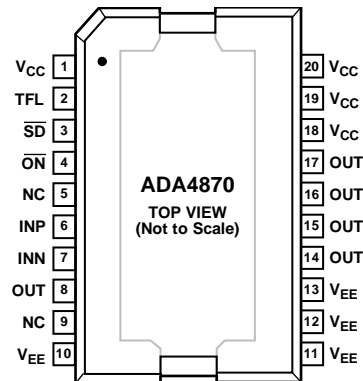 VCC 1
TFL 2
SD 3
ON 4
NC 5
INP 6
INN 7
OUT 8
NC 9
VEE 10
ADA4870
TOP VIEW
(Not to Scale)
20 VCC
19 VCC
18 VCC
17 OUT
16 OUT
15 OUT
14 OUT
13 VEE
12 VEE
11 VEE